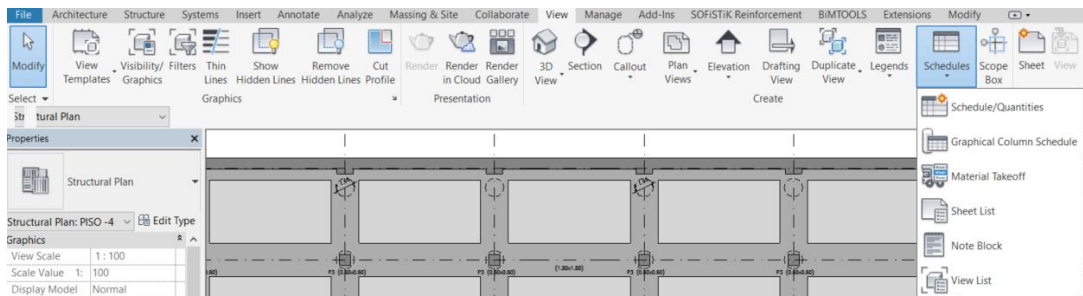 File Architecture Structure Systems Insert Annotate Analyze Massing & Site Collaborate View Manage Add-Ins SOFiSTiK Reinforcement BiMTOOLS Extensions Modify
Modify View Templates Visibility/ Graphics Filters Thin Lines Show Hidden Lines Remove Hidden Lines Cut Profile Render Render in Cloud Render Gallery 3D View Section Callout Plan Views Elevation Drafting View Duplicate View Legends Schedules Scope Box Sheet View
Select Graphics Presentation Create
Schedule/Quantities
Graphical Column Schedule
Material Takeoff
Sheet List
Note Block
View List
Structural Plan
Properties
Structural Plan
Structural Plan: PISO -4 Edit Type
Graphics
View Scale 1 : 100
Scale Value 1: 100
Display Model Normal
(1.50x1.50)